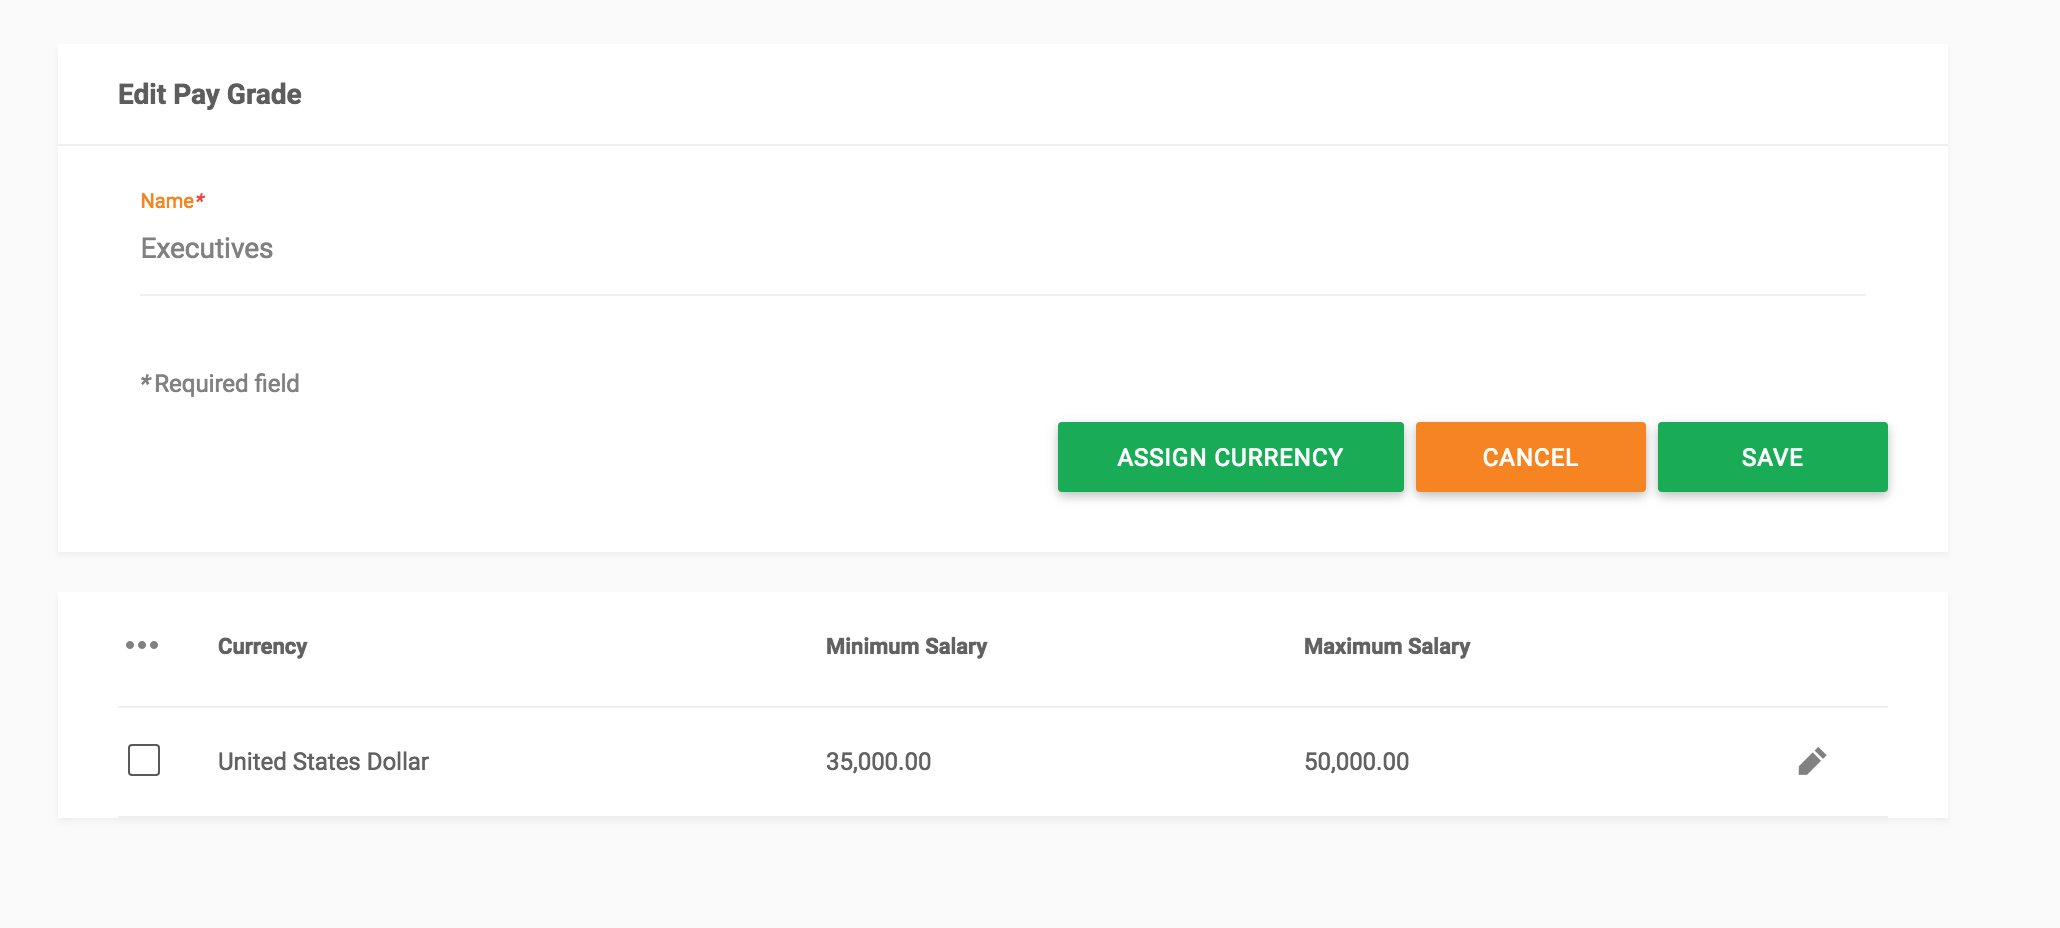 Edit Pay Grade
Name*
Executives
*Required field
ASSIGN CURRENCY CANCEL SAVE
Currency Minimum Salary Maximum Salary
United States Dollar 35,000.00 50,000.00